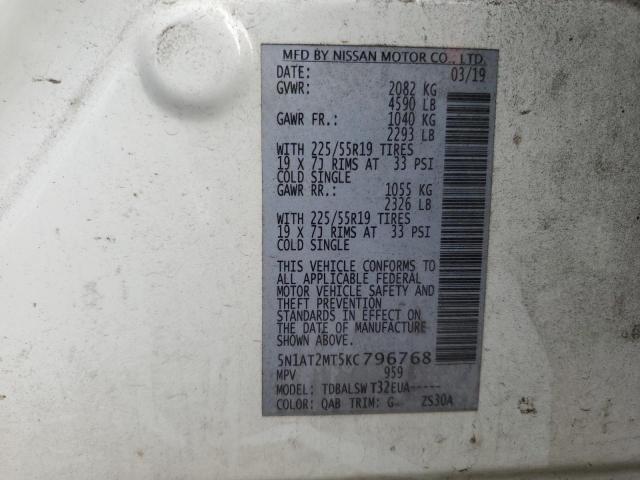 MFD BY NISSAN MOTOR CO., LTD.
DATE: 03/19
GVWR: 2082 KG
4590 LB
GAWR FR.: 1040 KG
2293 LB
WITH 225/55R19 TIRES
19 X 7J RIMS AT 33 PSI
COLD SINGLE
GAWR RR.: 1055 KG
2326 LB
WITH 225/55R19 TIRES
19 X 7J RIMS AT 33 PSI
COLD SINGLE
THIS VEHICLE CONFORMS TO
ALL APPLICABLE FEDERAL
MOTOR VEHICLE SAFETY AND
THEFT PREVENTION
STANDARDS IN EFFECT ON
THE DATE OF MANUFACTURE
SHOWN ABOVE.
5N1AT2MT5KC796768
MPV 959
MODEL: TDBALSW T32EUA-----
COLOR: QAB TRIM: G ZS30A